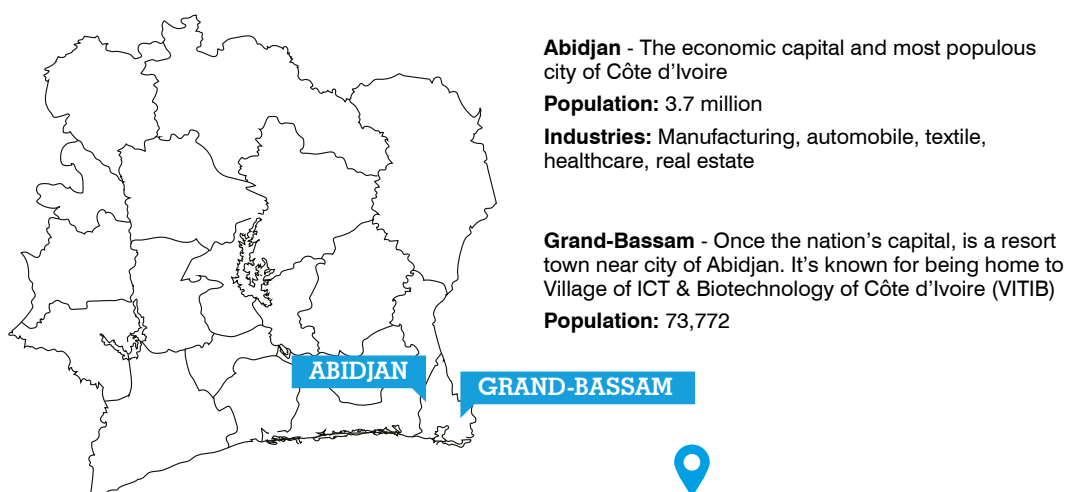 Abidjan - The economic capital and most populous
city of Côte d’Ivoire
Population: 3.7 million
Industries: Manufacturing, automobile, textile,
healthcare, real estate
Grand-Bassam - Once the nation’s capital, is a resort
town near city of Abidjan. It’s known for being home to
Village of ICT & Biotechnology of Côte d’Ivoire (VITIB)
Population: 73,772
ABIDJAN
GRAND-BASSAM